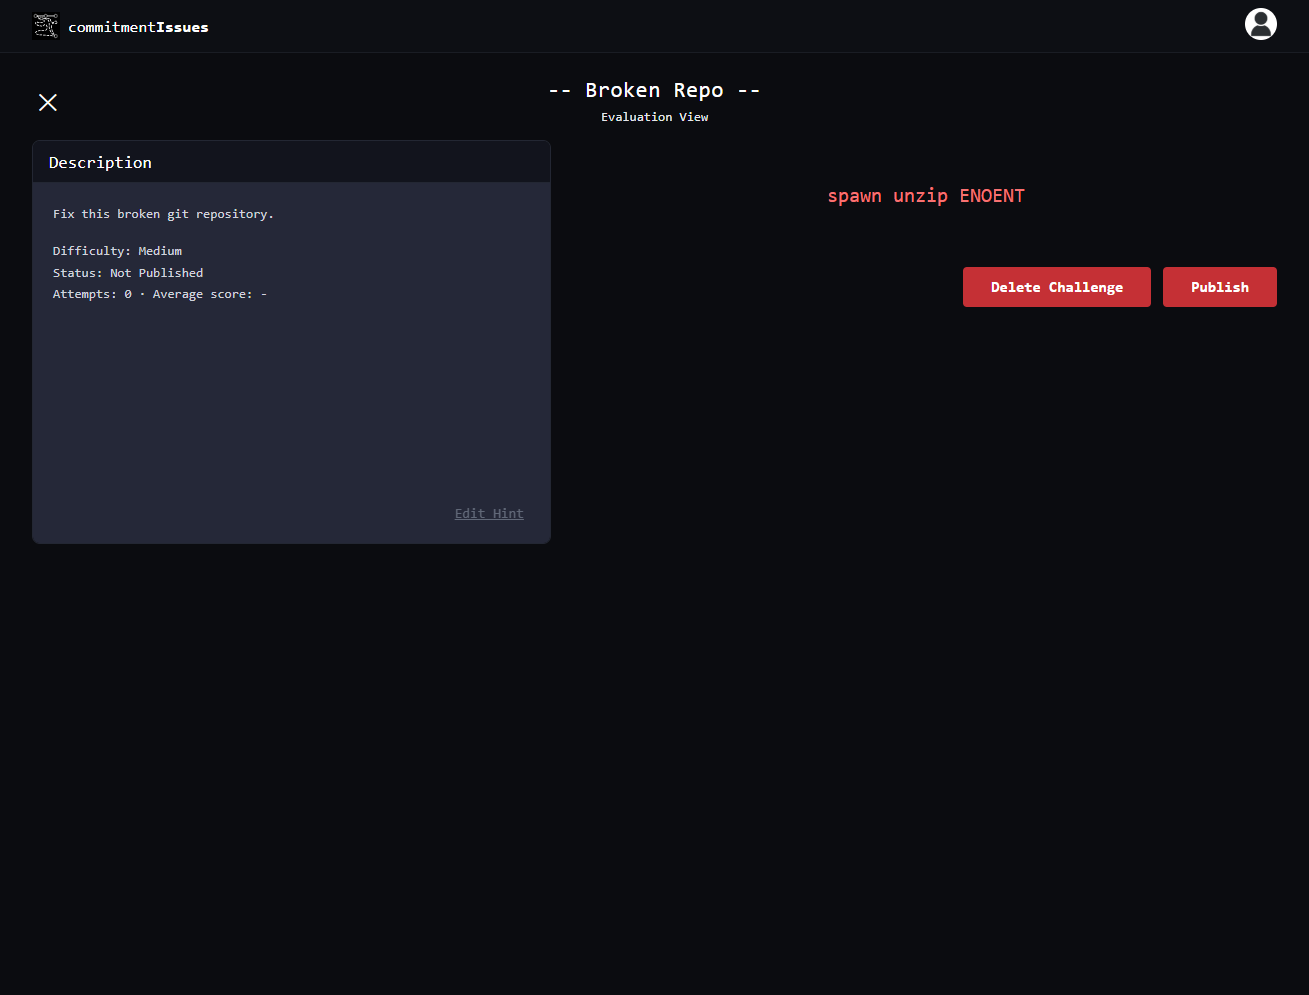 commitmentIssues
-- Broken Repo --
Evaluation View
Description
Fix this broken git repository.
Difficulty: Medium
Status: Not Published
Attempts: 0 · Average score: -
Edit Hint
spawn unzip ENOENT
Delete Challenge
Publish